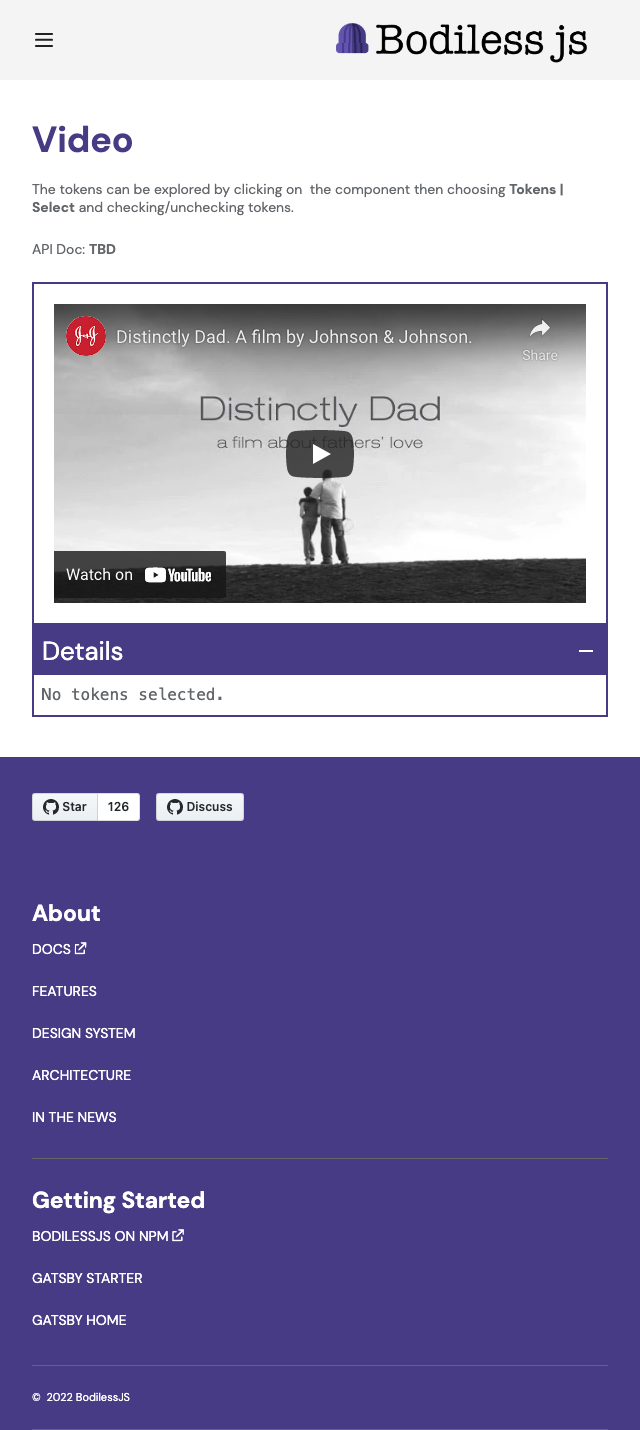 Bodiless js
Video
The tokens can be explored by clicking on  the component then choosing Tokens |
Select and checking/unchecking tokens.
API Doc: TBD
Distinctly Dad. A film by Johnson & Johnson.
Share
Distinctly Dad
a film about fathers' love
Watch on YouTube
Details
No tokens selected.
Star 126 Discuss
About
DOCS
FEATURES
DESIGN SYSTEM
ARCHITECTURE
IN THE NEWS
Getting Started
BODILESSJS ON NPM
GATSBY STARTER
GATSBY HOME
©  2022 BodilessJS